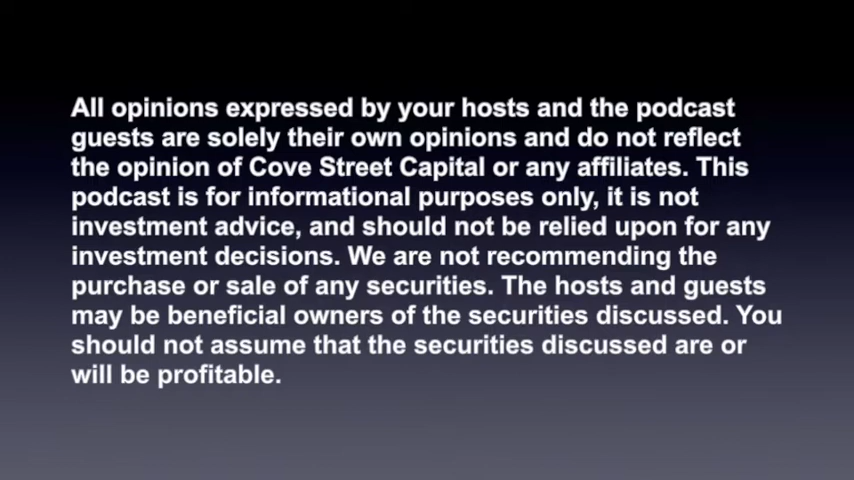 All opinions expressed by your hosts and the podcast
guests are solely their own opinions and do not reflect
the opinion of Cove Street Capital or any affiliates. This
podcast is for informational purposes only, it is not
investment advice, and should not be relied upon for any
investment decisions. We are not recommending the
purchase or sale of any securities. The hosts and guests
may be beneficial owners of the securities discussed. You
should not assume that the securities discussed are or
will be profitable.